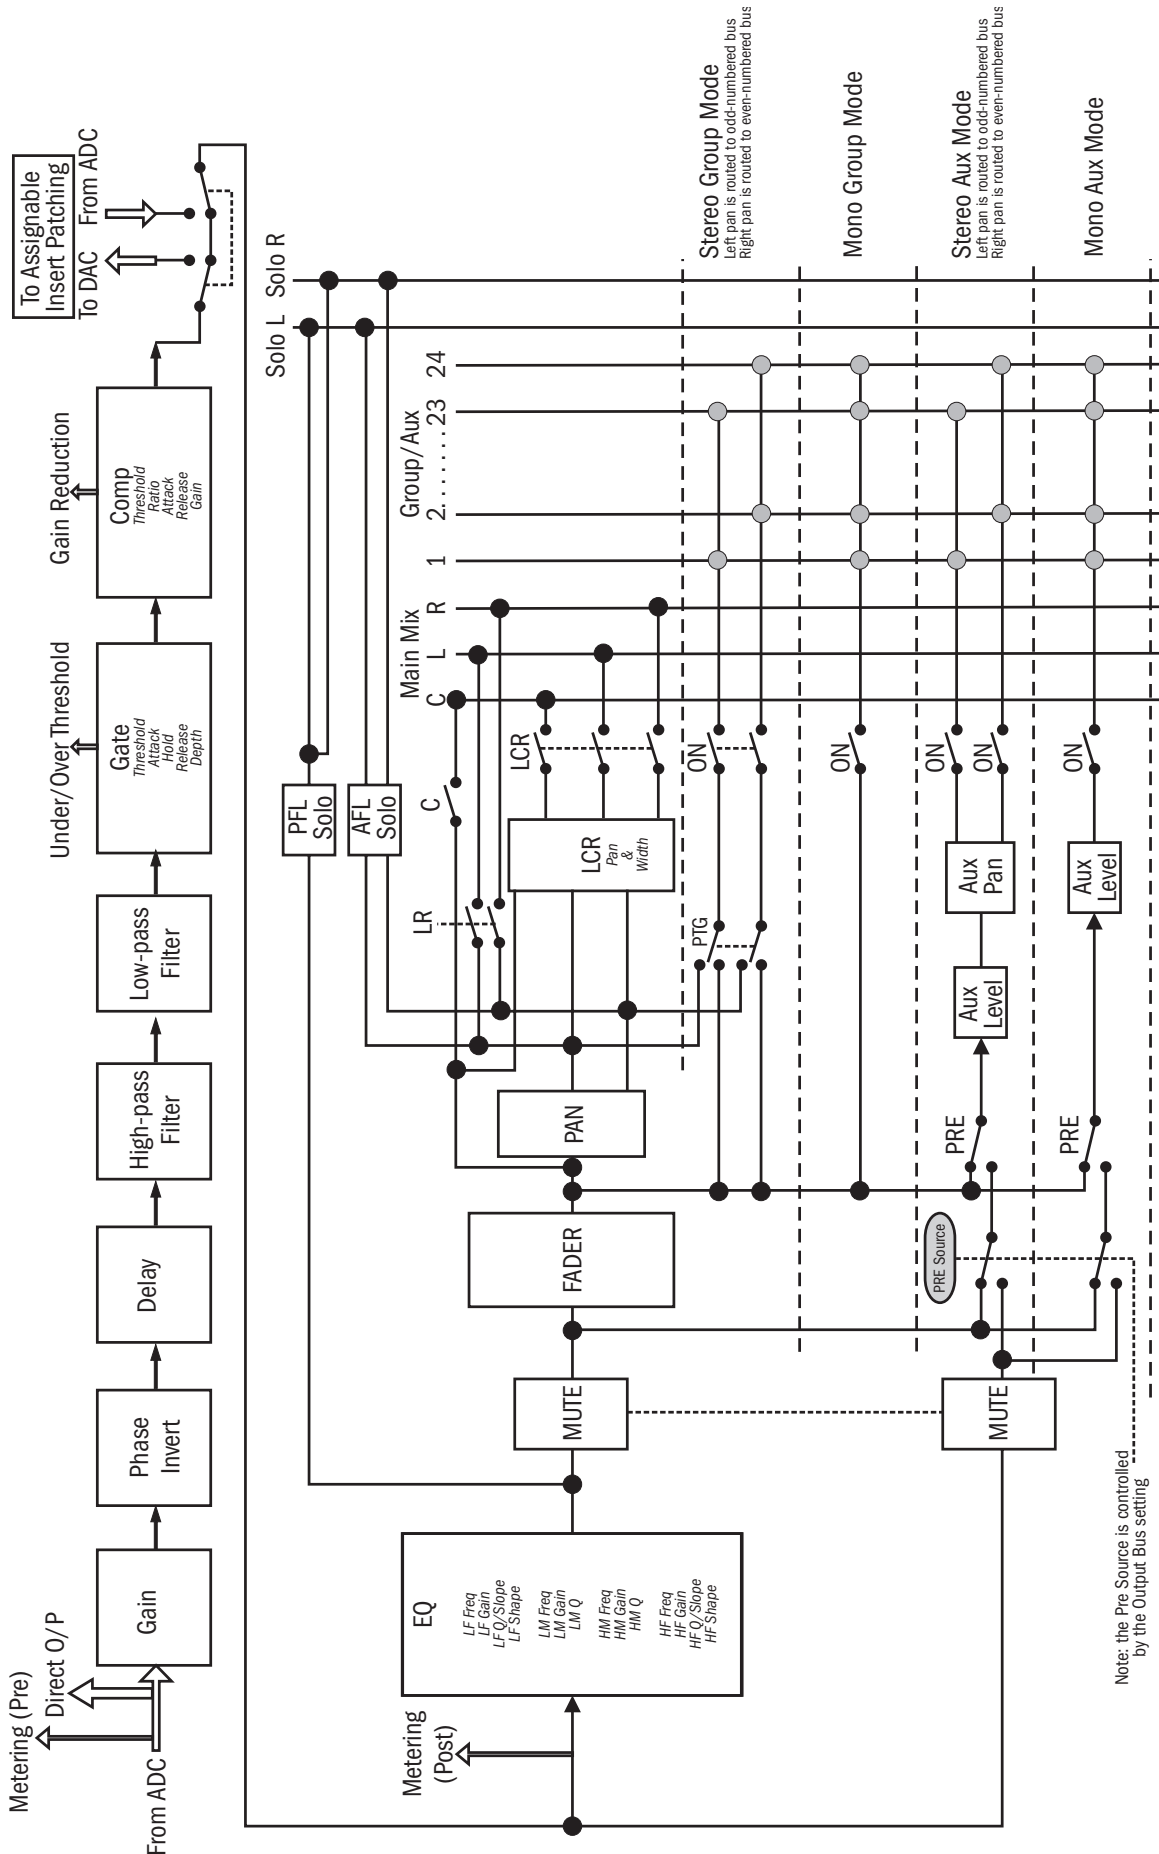 Metering (Pre)
Direct O/P
From ADC
Gain
Phase
Invert
Delay
High-pass
Filter
Low-pass
Filter
Under/Over Threshold
Gate
Threshold
Attack
Hold
Release
Depth
Gain Reduction
Comp
Threshold
Ratio
Attack
Release
Gain
To Assignable
Insert Patching
To DAC
From ADC
Metering
(Post)
EQ
LF Freq
LF Gain
LF Q/Slope
LF Shape
LM Freq
LM Gain
LM Q
HM Freq
HM Gain
HM Q
HF Freq
HF Gain
HF Q/Slope
HF Shape
MUTE
FADER
PAN
PFL
Solo
AFL
Solo
LR
C
LCR
Pan
&
Width
LCR
Solo L
Solo R
Main Mix
C
L
R
Group/Aux
1
2. . . . . . . . 23
24
PTG
ON
Stereo Group Mode
Left pan is routed to odd-numbered bus
Right pan is routed to even-numbered bus
ON
Mono Group Mode
MUTE
PRE Source
PRE
Aux
Level
Aux
Pan
ON
ON
Stereo Aux Mode
Left pan is routed to odd-numbered bus
Right pan is routed to even-numbered bus
PRE
Aux
Level
ON
Mono Aux Mode
Note: the Pre Source is controlled
by the Output Bus setting